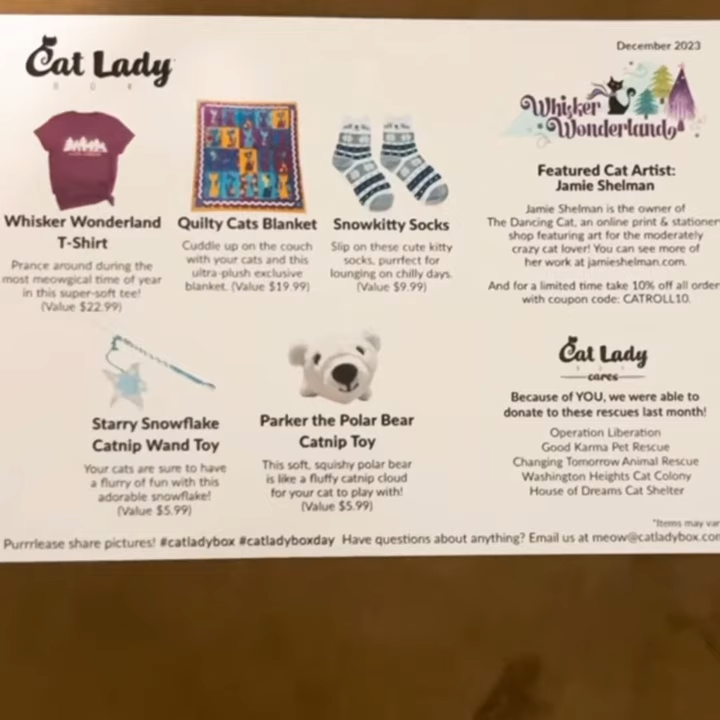 Cat Lady
BOX
December 2023
Whisker
Wonderland
Whisker Wonderland
T-Shirt
Prance around during the
most meowgical time of year
in this super-soft tee!
(Value $22.99)
Quilty Cats Blanket
Cuddle up on the couch
with your cats and this
ultra-plush exclusive
blanket. (Value $19.99)
Snowkitty Socks
Slip on these cute kitty
socks, purrfect for
lounging on chilly days.
(Value $9.99)
Featured Cat Artist:
Jamie Shelman
Jamie Shelman is the owner of
The Dancing Cat, an online print & stationer
shop featuring art for the moderately
crazy cat lover! You can see more of
her work at jamieshelman.com.
And for a limited time take 10% off all order
with coupon code: CATROLL10.
Starry Snowflake
Catnip Wand Toy
Your cats are sure to have
a flurry of fun with this
adorable snowflake!
(Value $5.99)
Parker the Polar Bear
Catnip Toy
This soft, squishy polar bear
is like a fluffy catnip cloud
for your cat to play with!
(Value $5.99)
Cat Lady
BOX
cares
Because of YOU, we were able to
donate to these rescues last month!
Operation Liberation
Good Karma Pet Rescue
Changing Tomorrow Animal Rescue
Washington Heights Cat Colony
House of Dreams Cat Shelter
*Items may var
Purrrlease share pictures! #catladybox #catladyboxday Have questions about anything? Email us at meow@catladybox.com